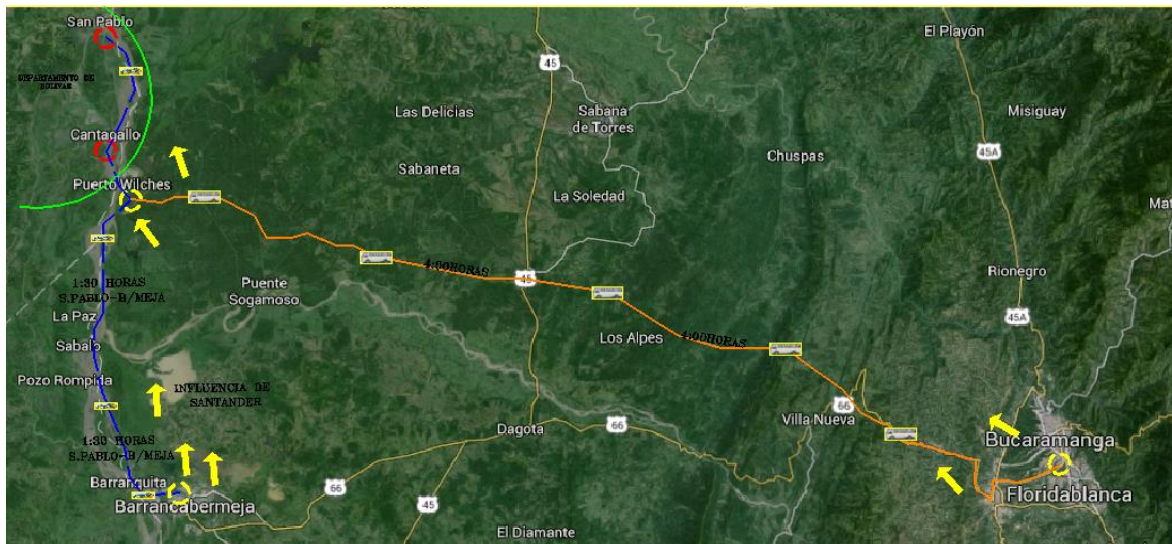 San Pablo
El Playón
45
DEPARTAMENTO DE
BOLIVAR
Las Delicias
Sabana
de Torres
Misiguay
Cantagallo
45A
Chuspas
Sabaneta
Puerto Wilches
La Soledad
Mat
4:00HORAS
45
Rionegro
1:30 HORAS
S.PABLO-B/MEJA
Puente
Sogamoso
La Paz
45A
Los Alpes
4:00HORAS
Sabalo
Pozo Rompida
INFLUENCIA DE
SANTANDER
66
Villa Nueva
Dagota
66
Bucaramanga
1:30 HORAS
S.PABLO-B/MEJA
Barranquita
66
Floridablanca
Barrancabermeja
45
El Diamante